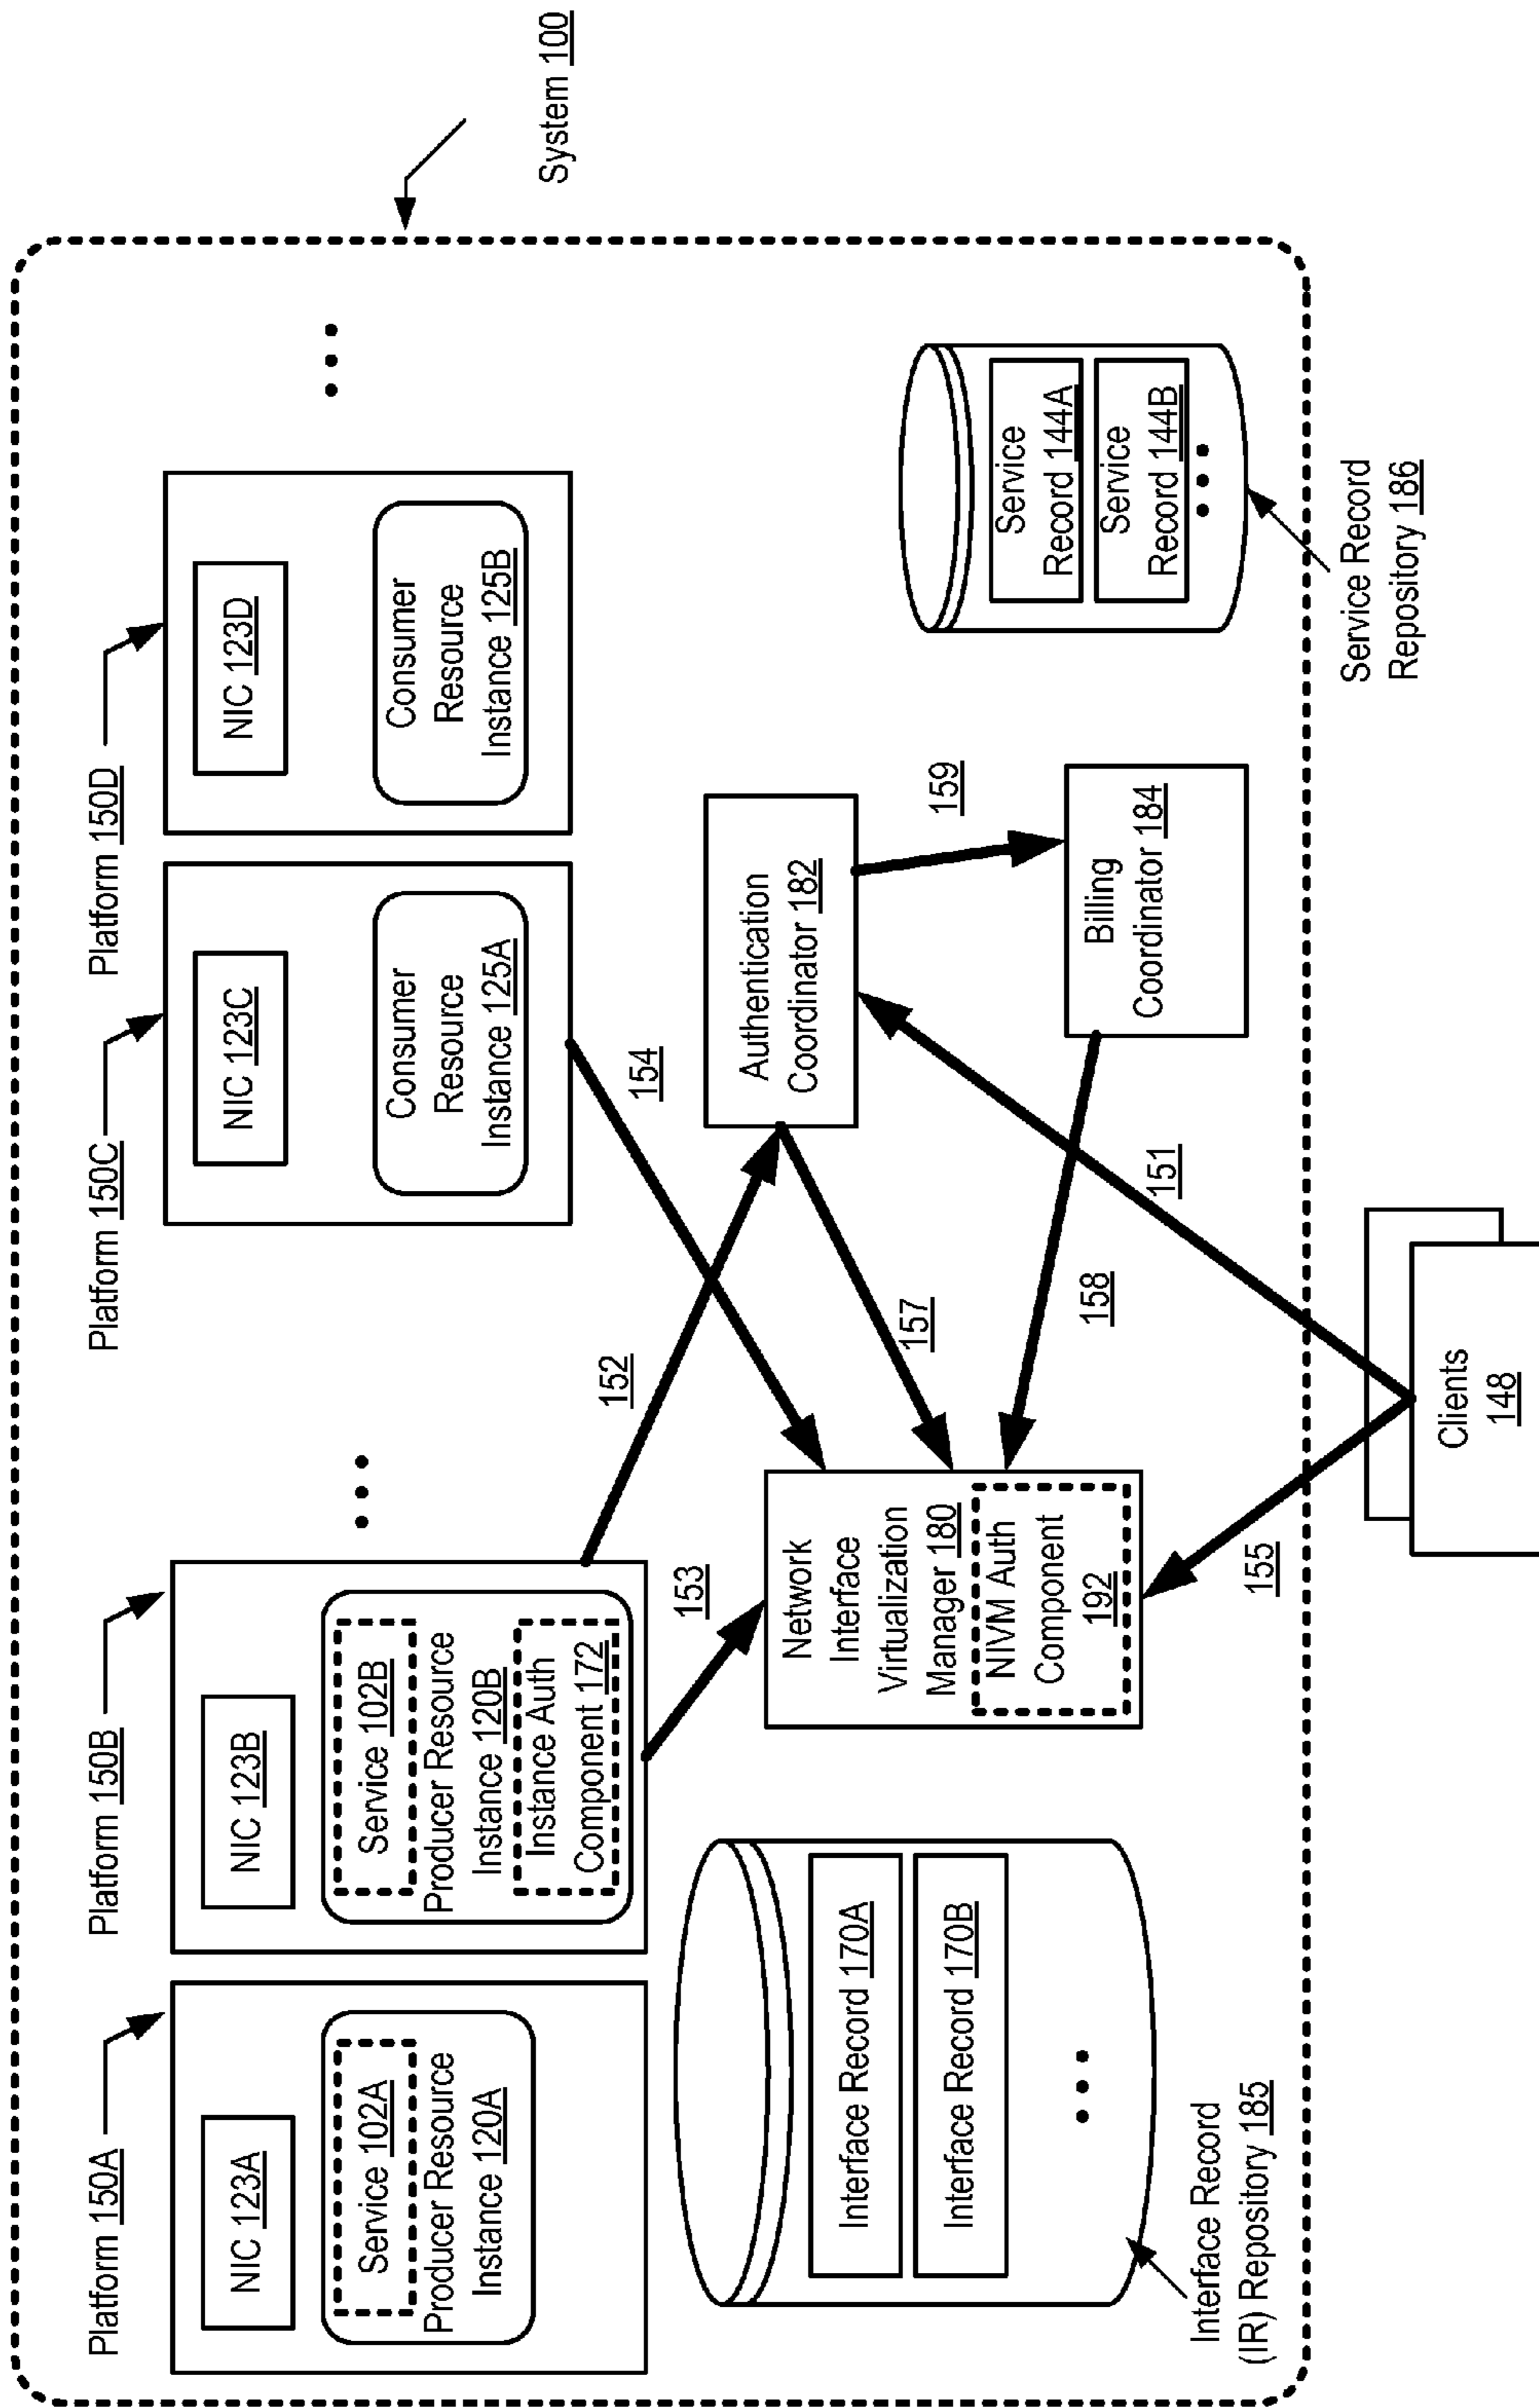 System 100
Platform 150A
Platform 150B
Platform 150C
Platform 150D
NIC 123A
Service 102A
Producer Resource
Instance 120A
NIC 123B
Service 102B
Producer Resource
Instance 120B
Instance Auth
Component 172
NIC 123C
Consumer
Resource
Instance 125A
NIC 123D
Consumer
Resource
Instance 125B
153
152
154
Interface Record 170A
Interface Record 170B
Interface Record
(IR) Repository 185
Network
Interface
Virtualization
Manager 180
NIVM Auth
Component
192
157
158
Authentication
Coordinator 182
159
Billing
Coordinator 184
151
155
Service
Record 144A
Service
Record 144B
Service Record
Repository 186
Clients
148